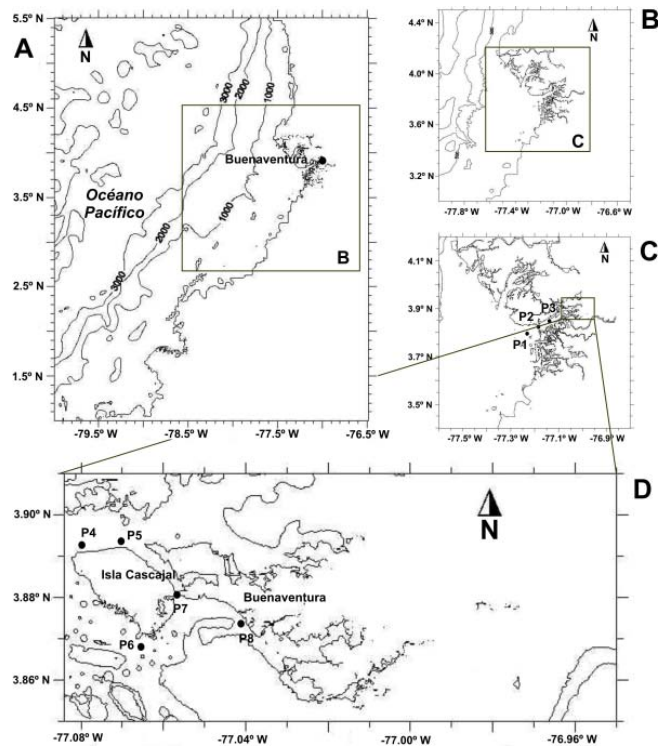 A
N
5.5° N
4.5° N
3.5° N
2.5° N
1.5° N
3000
2000
1000
Buenaventura
Océano
Pacífico
1000
2000
3000
B
-79.5° W
-78.5° W
-77.5° W
-76.5° W
B
N
4.4° N
4.0° N
3.6° N
3.2° N
C
-77.8° W
-77.4° W
-77.0° W
-76.6° W
C
N
4.1° N
3.9° N
3.7° N
3.5° N
P3
P2
P1
-77.5° W
-77.3° W
-77.1° W
-76.9° W
D
N
3.90° N
3.88° N
3.86° N
P4
P5
Isla Cascajal
P7
Buenaventura
P6
P8
-77.08° W
-77.04° W
-77.00° W
-76.96° W